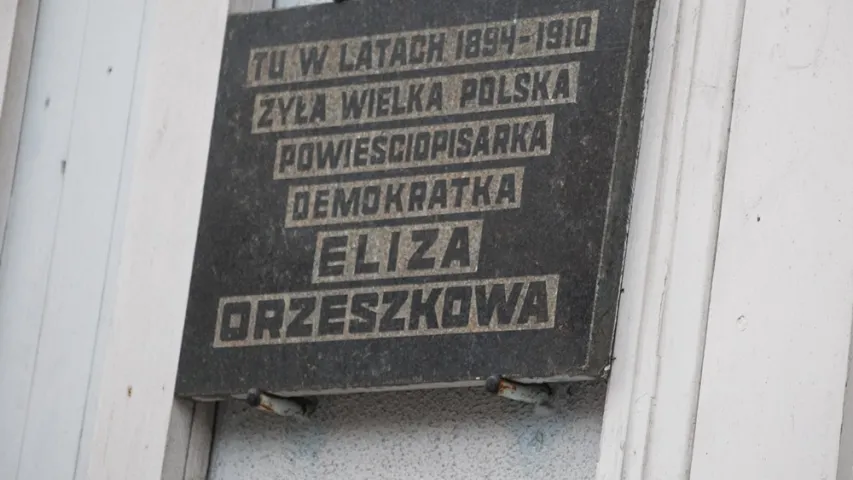 TU W LATACH 1894-1910
ŻYŁA WIELKA POLSKA
POWIEŚCIOPISARKA
DEMOKRATKA
ELIZA
ORZESZKOWA